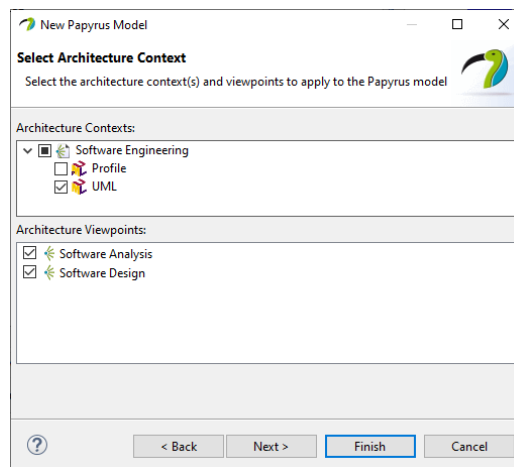 New Papyrus Model
Select Architecture Context
Select the architecture context(s) and viewpoints to apply to the Papyrus model
Architecture Contexts:
Software Engineering
Profile
UML
Architecture Viewpoints:
Software Analysis
Software Design
?
< Back
Next >
Finish
Cancel